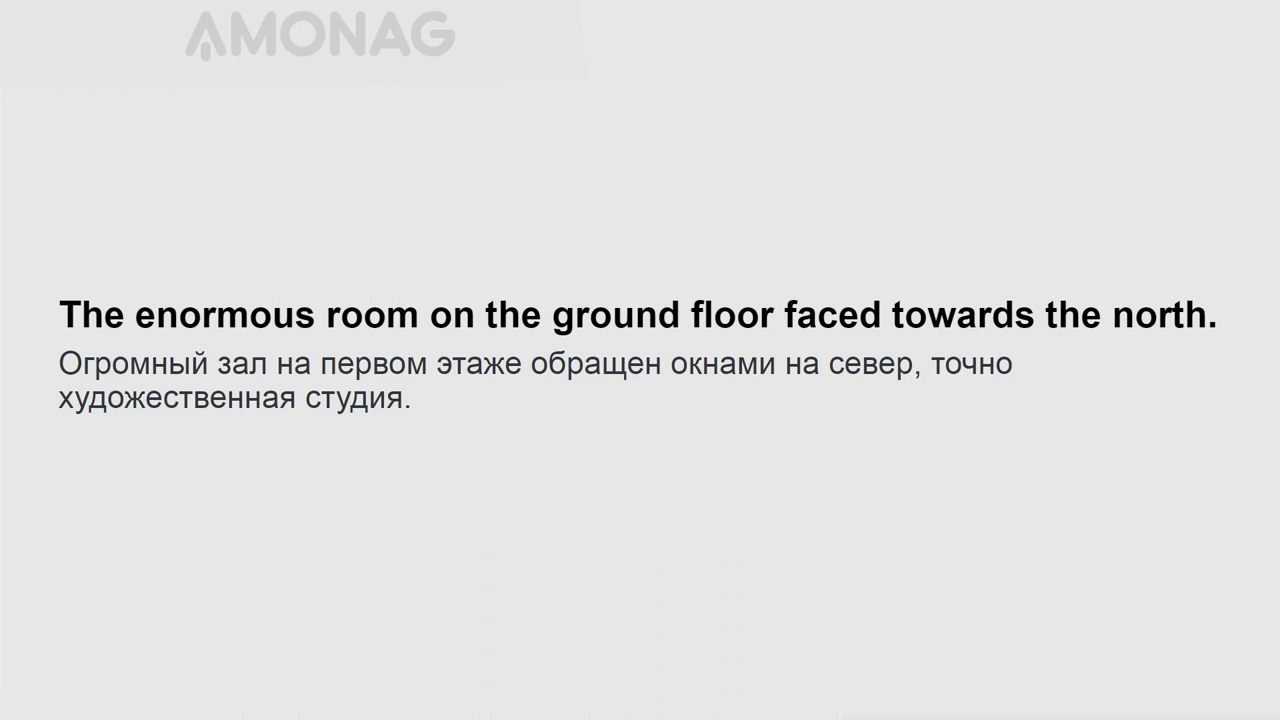 AMONAG
The enormous room on the ground floor faced towards the north.
Огромный зал на первом этаже обращен окнами на север, точно
художественная студия.